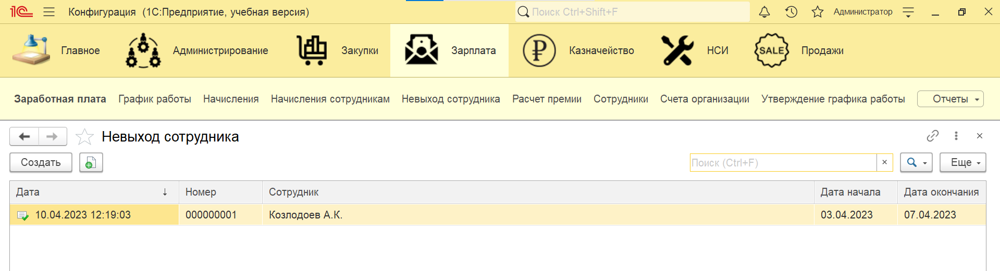 1С Конфигурация (1С:Предприятие, учебная версия) Поиск Ctrl+Shift+F Администратор
Главное Администрирование Закупки Зарплата Казначейство НСИ SALE Продажи
Заработная плата График работы Начисления Начисления сотрудникам Невыход сотрудника Расчет премии Сотрудники Счета организации Утверждение графика работы Отчеты
Невыход сотрудника
Создать Поиск (Ctrl+F) × Еще
Дата ↓ Номер Сотрудник Дата начала Дата окончания
10.04.2023 12:19:03 000000001 Козлодоев А.К. 03.04.2023 07.04.2023